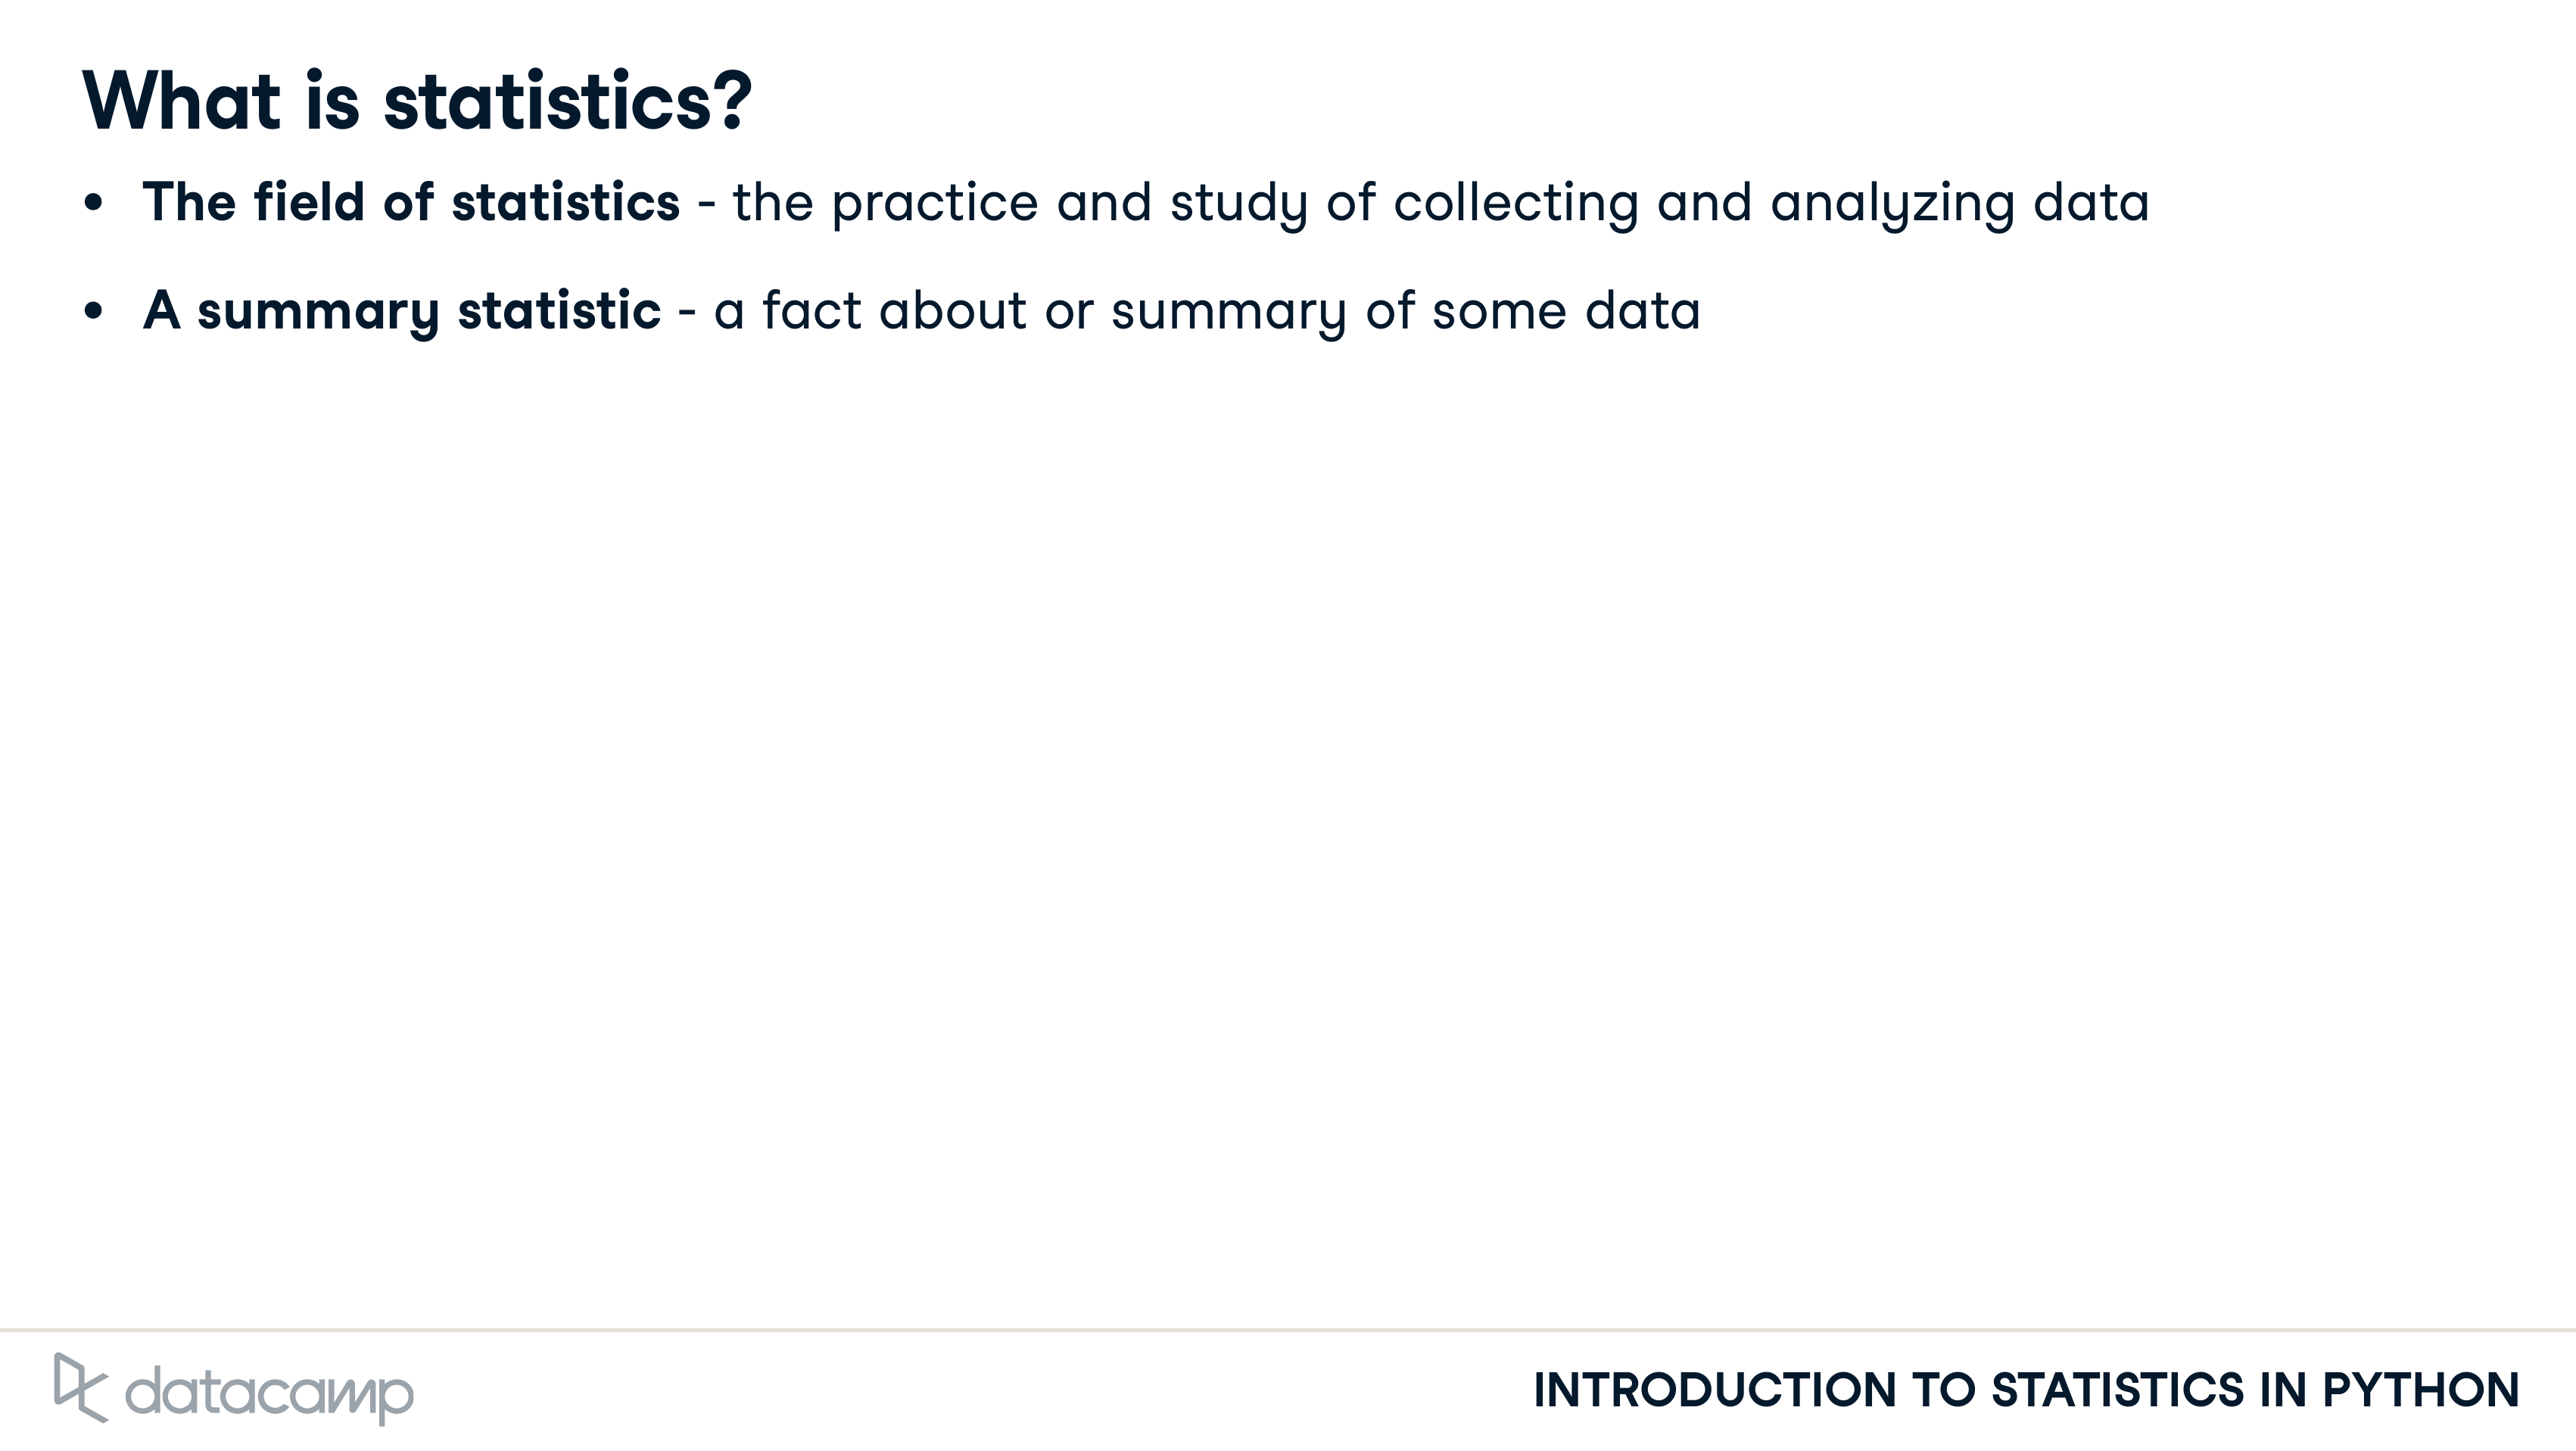 What is statistics?
• The field of statistics - the practice and study of collecting and analyzing data
• A summary statistic - a fact about or summary of some data
datacamp
INTRODUCTION TO STATISTICS IN PYTHON